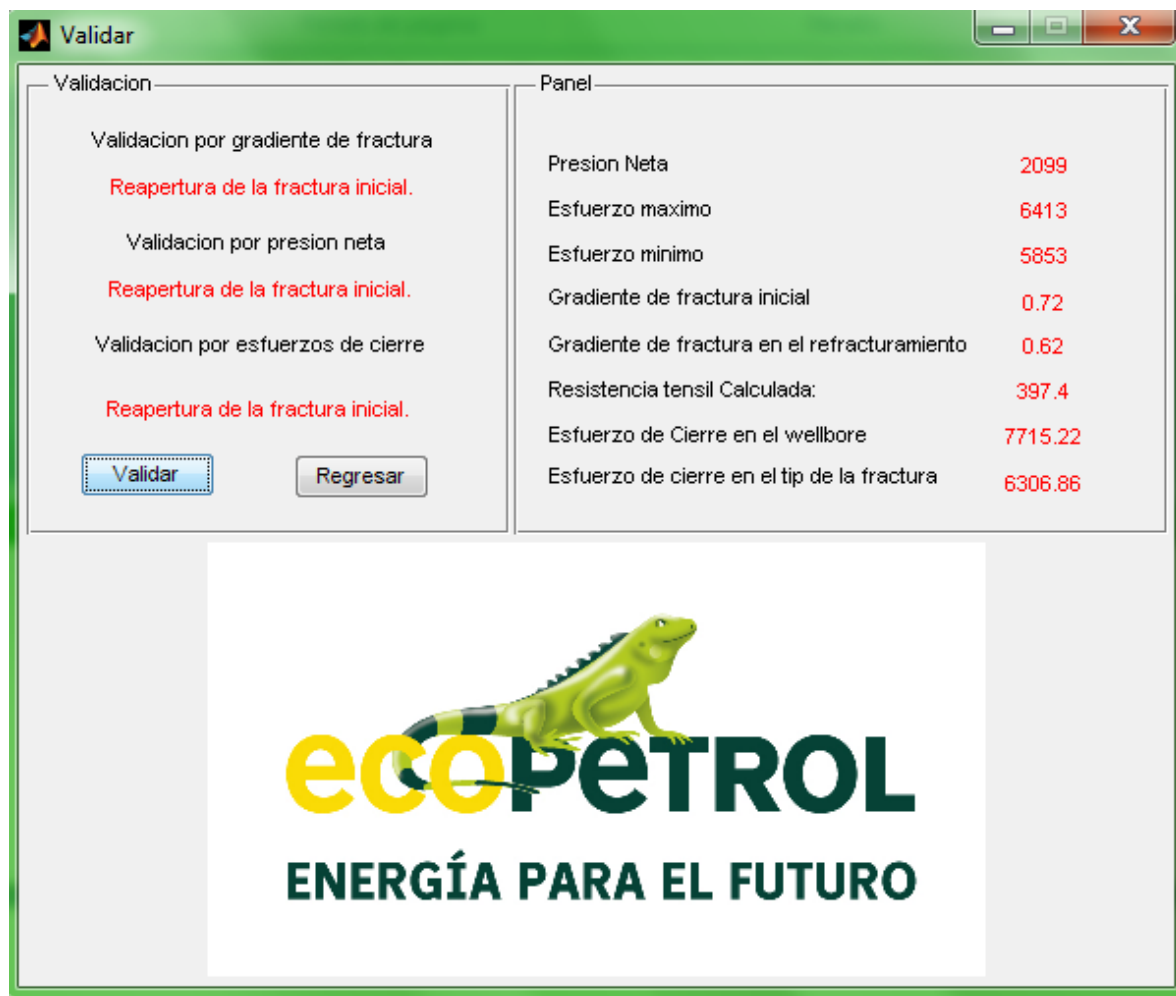 Validar
Validacion
Validacion por gradiente de fractura
Reapertura de la fractura inicial.
Validacion por presion neta
Reapertura de la fractura inicial.
Validacion por esfuerzos de cierre
Reapertura de la fractura inicial.
Validar Regresar
Panel
Presion Neta 2099
Esfuerzo maximo 6413
Esfuerzo minimo 5853
Gradiente de fractura inicial 0.72
Gradiente de fractura en el refracturamiento 0.62
Resistencia tensil Calculada: 397.4
Esfuerzo de Cierre en el wellbore 7715.22
Esfuerzo de cierre en el tip de la fractura 6306.86
ecoPeTROL
ENERGÍA PARA EL FUTURO